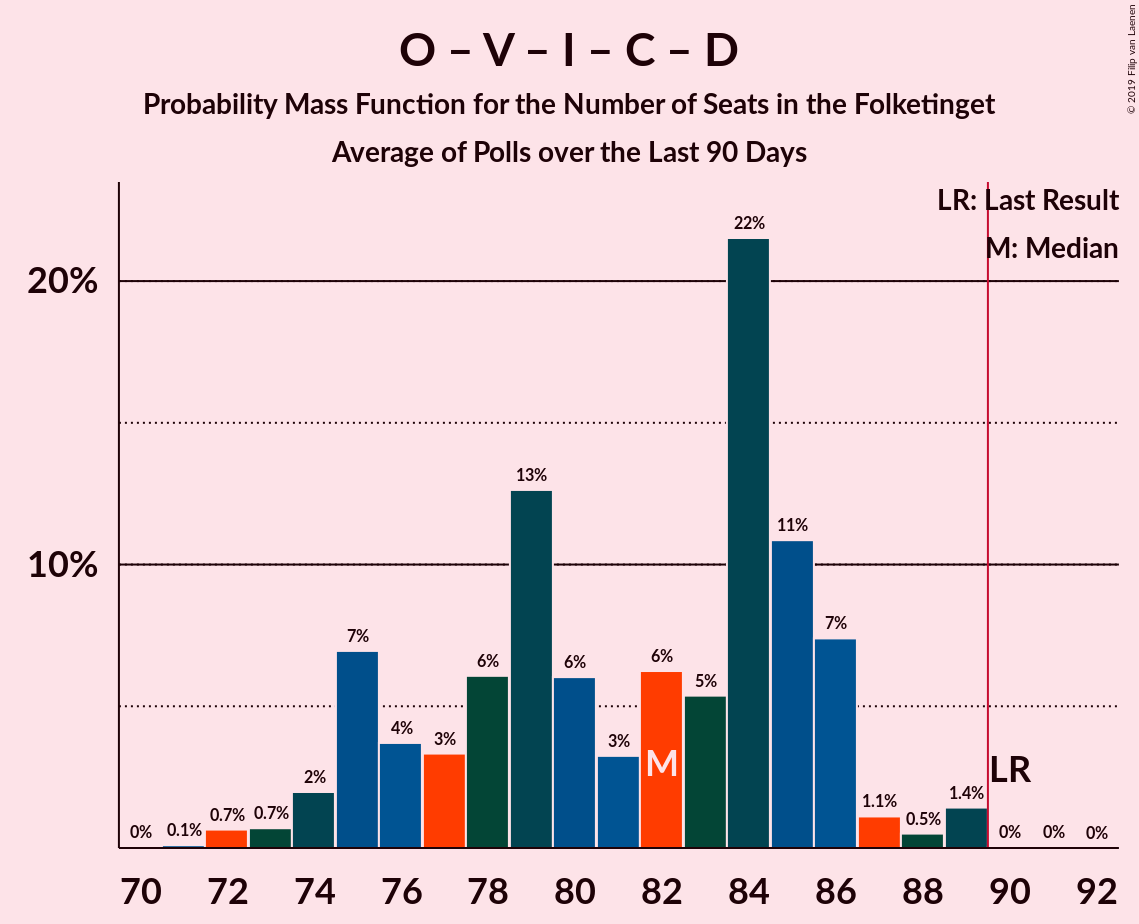 O – V – I – C – D
Probability Mass Function for the Number of Seats in the Folketinget
Average of Polls over the Last 90 Days
© 2019 Filip van Laenen
LR: Last Result
M: Median
20%
10%
0%
0.1%
0.7%
0.7%
2%
7%
4%
3%
6%
13%
6%
3%
6%
5%
22%
11%
7%
1.1%
0.5%
1.4%
0%
0%
0%
M
LR
70 72 74 76 78 80 82 84 86 88 90 92